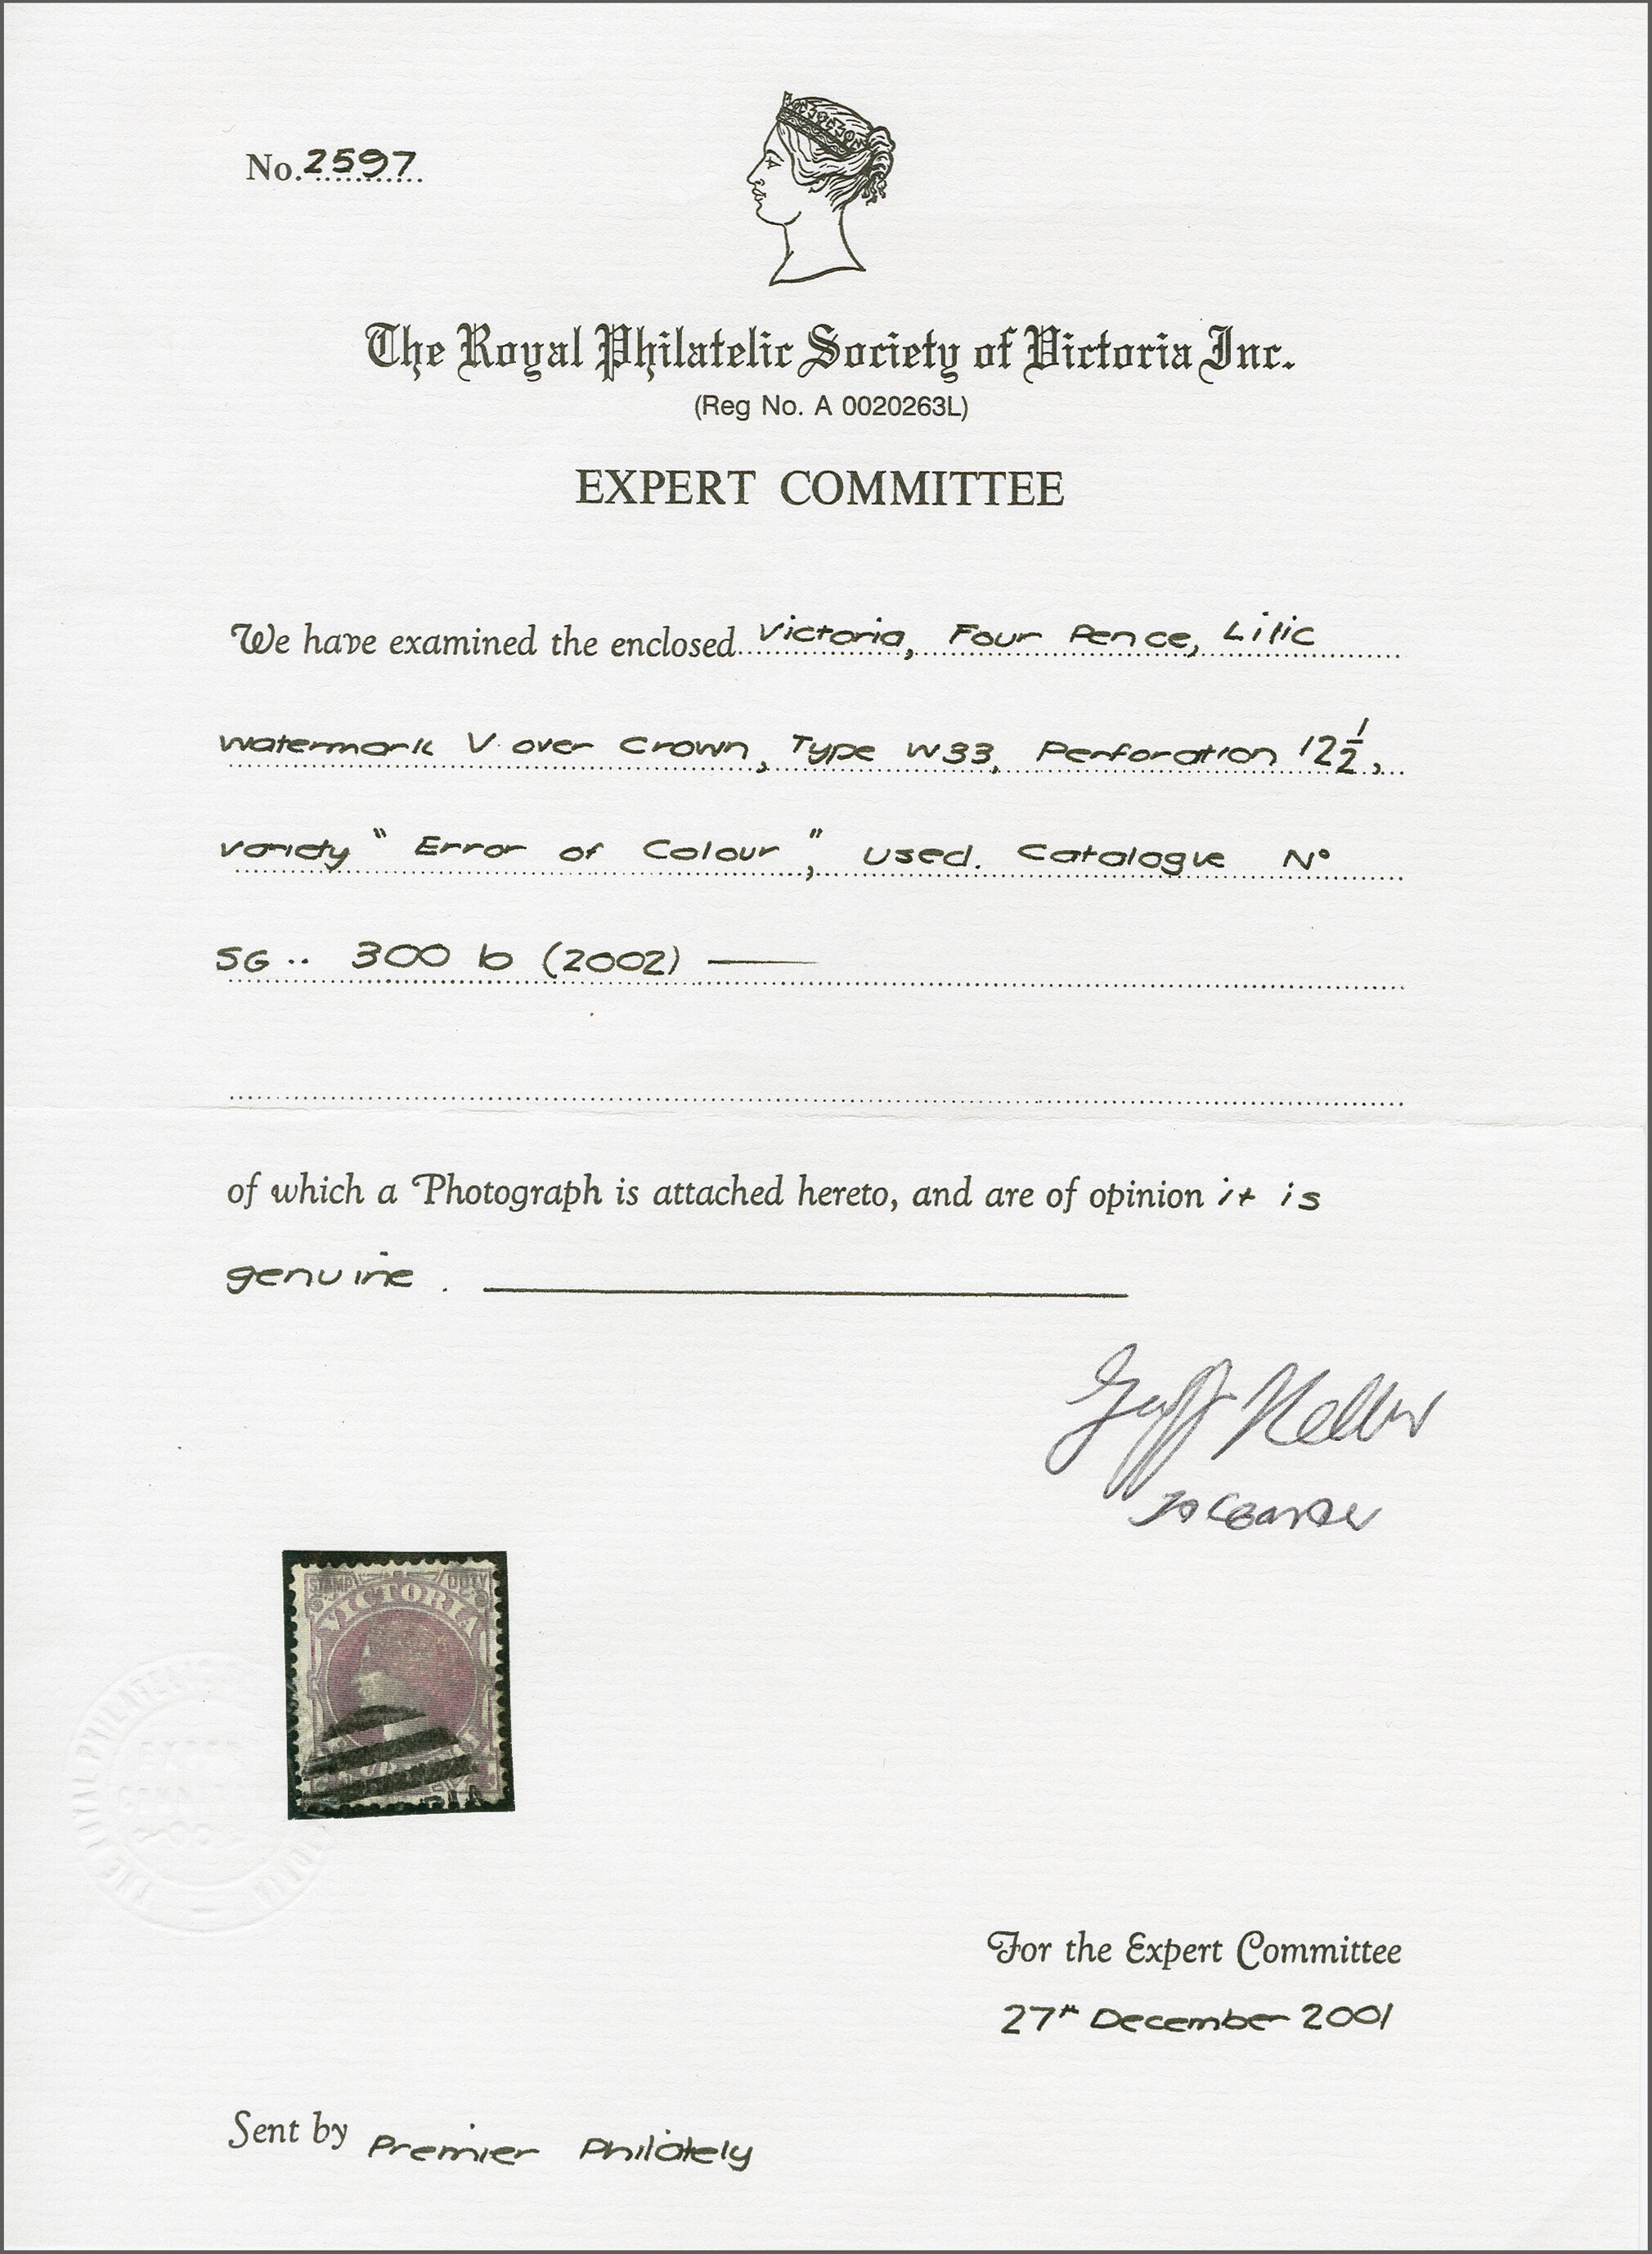 No. 2597
The Royal Philatelic Society of Victoria Inc.
(Reg No. A 0020263L)
EXPERT COMMITTEE
We have examined the enclosed Victoria, Four Pence, Lilic
Watermark V over Crown, Type W33, Perforation 12½,
variety "Error of Colour", used. Catalogue Nº
SG .. 300 b (2002) —
of which a Photograph is attached hereto, and are of opinion it is
genuine.
Geoff Kellow
STAMP DUTY
VICTORIA
For the Expert Committee
27th December 2001
Sent by Premier Philately